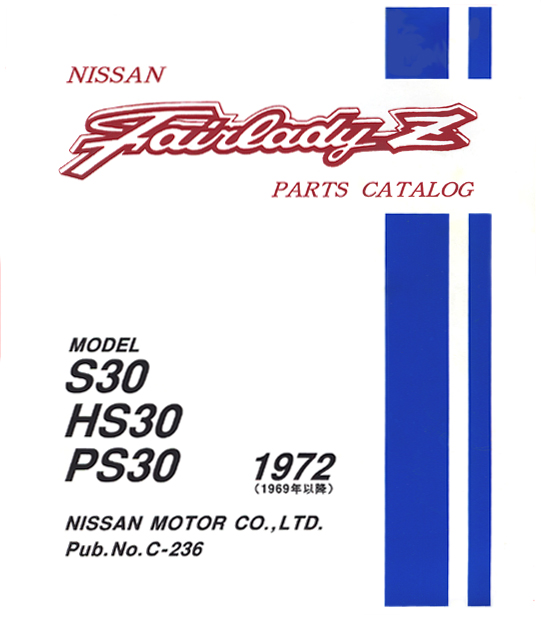 NISSAN
Fairlady Z
PARTS CATALOG
MODEL
S30
HS30
PS30 1972
(1969年以降)
NISSAN MOTOR CO.,LTD.
Pub.No.C-236